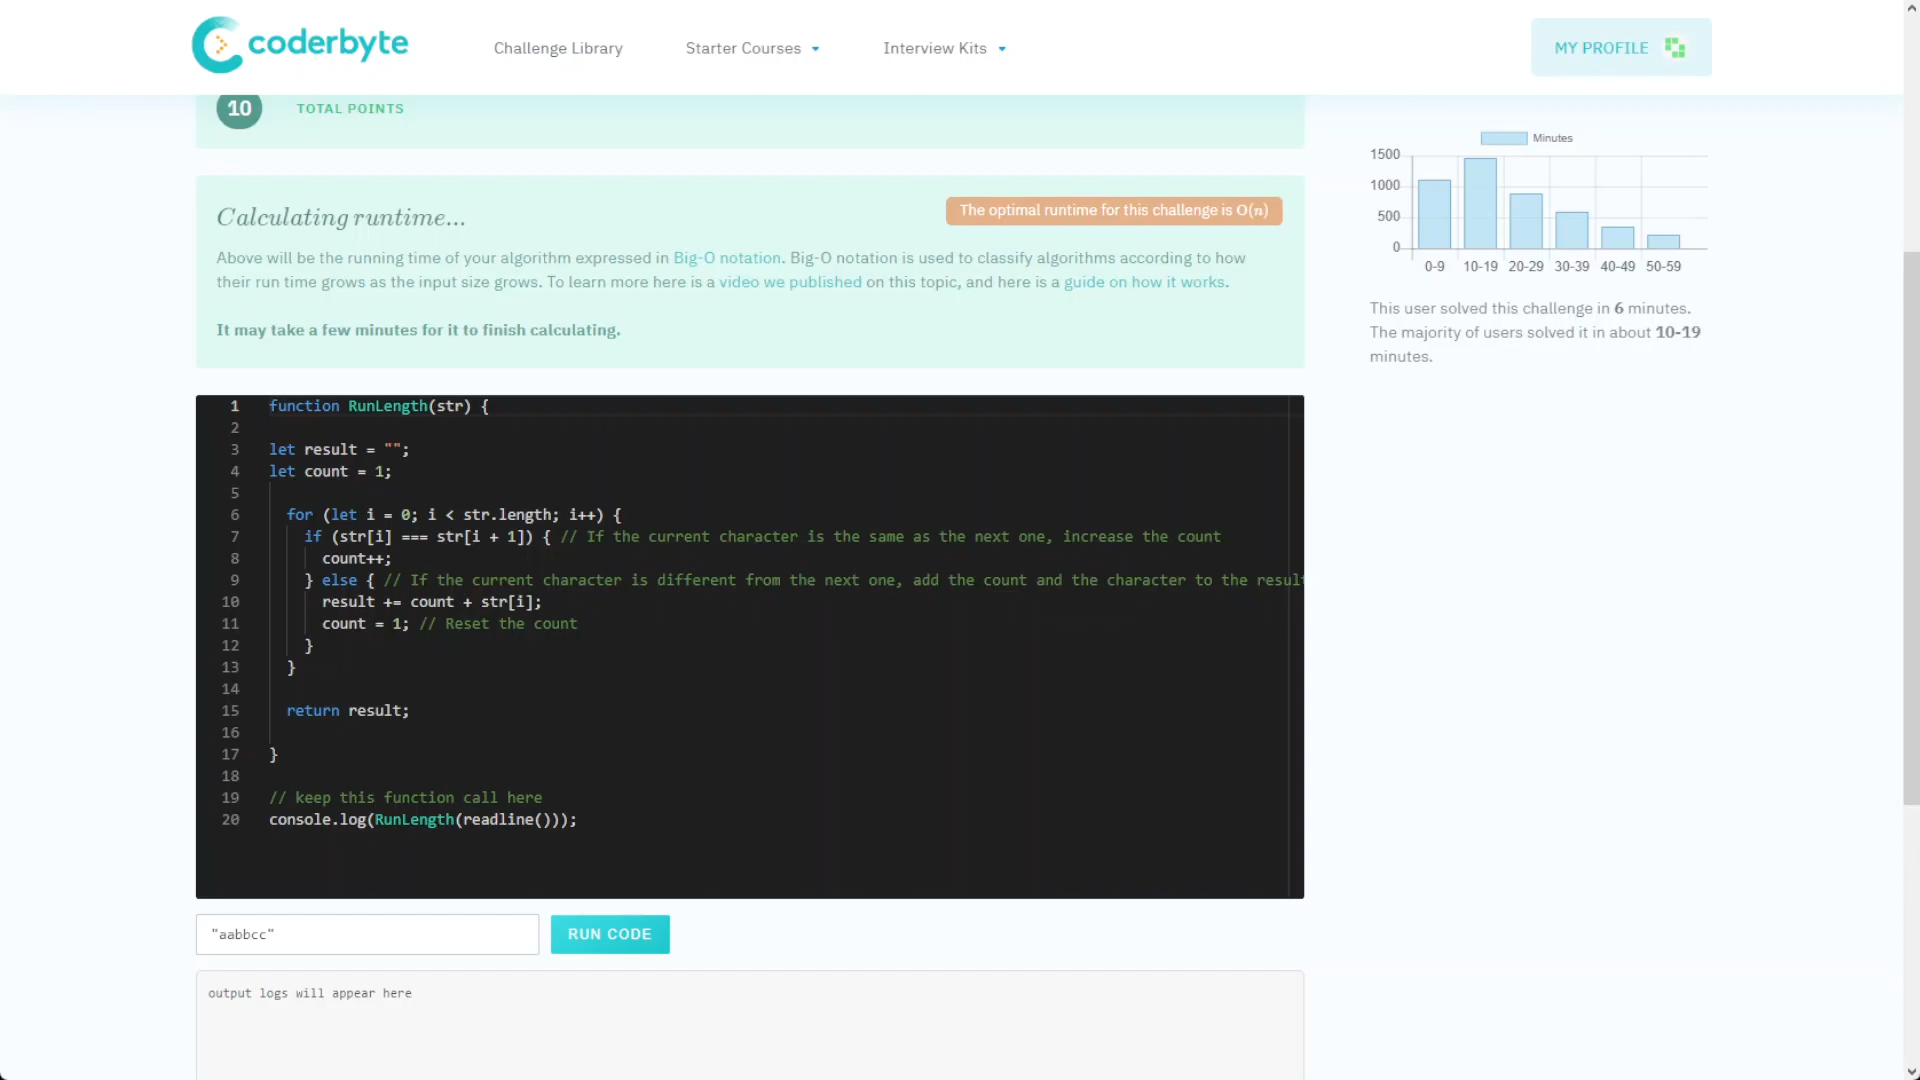 coderbyte
Challenge Library
Starter Courses
Interview Kits
MY PROFILE
10
TOTAL POINTS
Calculating runtime...
The optimal runtime for this challenge is O(n)
Above will be the running time of your algorithm expressed in Big-O notation. Big-O notation is used to classify algorithms according to how
their run time grows as the input size grows. To learn more here is a video we published on this topic, and here is a guide on how it works.
It may take a few minutes for it to finish calculating.
Minutes
1500
1000
500
0
0-9 10-19 20-29 30-39 40-49 50-59
This user solved this challenge in 6 minutes.
The majority of users solved it in about 10-19
minutes.
1 function RunLength(str) {
2
3 let result = "";
4 let count = 1;
5
6 for (let i = 0; i < str.length; i++) {
7 if (str[i] === str[i + 1]) { // If the current character is the same as the next one, increase the count
8 count++;
9 } else { // If the current character is different from the next one, add the count and the character to the result
10 result += count + str[i];
11 count = 1; // Reset the count
12 }
13 }
14
15 return result;
16
17 }
18
19 // keep this function call here
20 console.log(RunLength(readline()));
"aabbcc"
RUN CODE
output logs will appear here